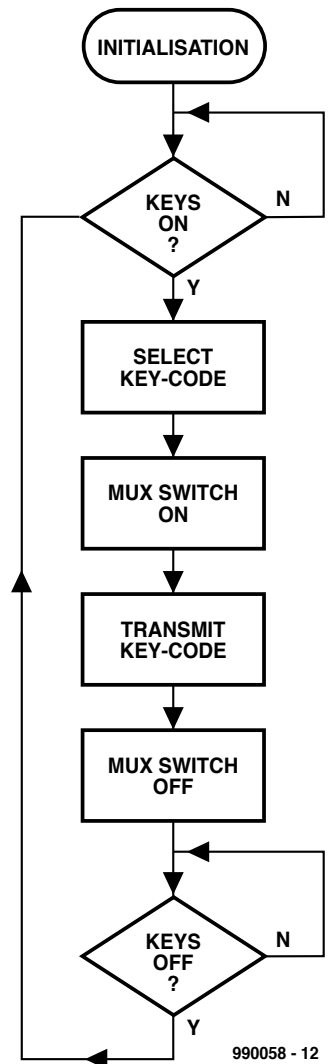 INITIALISATION
KEYS
ON
?
N
Y
SELECT
KEY-CODE
MUX SWITCH
ON
TRANSMIT
KEY-CODE
MUX SWITCH
OFF
KEYS
OFF
?
N
Y
990058 - 12